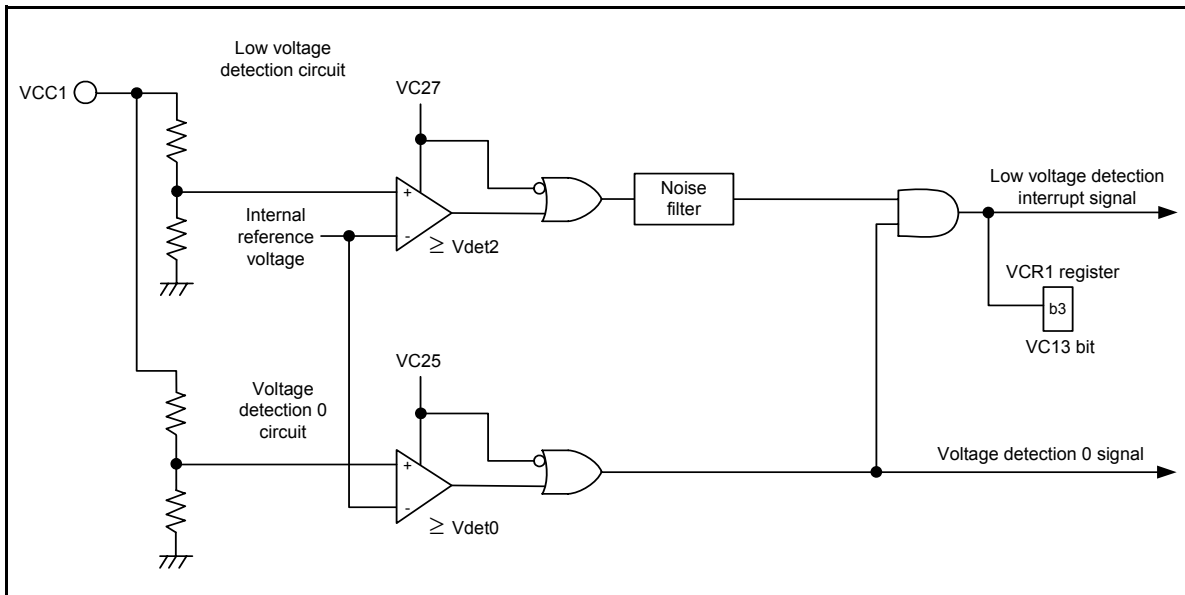 Low voltage
detection circuit
VCC1
VC27
+
-
≥ Vdet2
Internal
reference
voltage
Noise
filter
Low voltage detection
interrupt signal
VCR1 register
b3
VC13 bit
VC25
Voltage
detection 0
circuit
+
-
≥ Vdet0
Voltage detection 0 signal